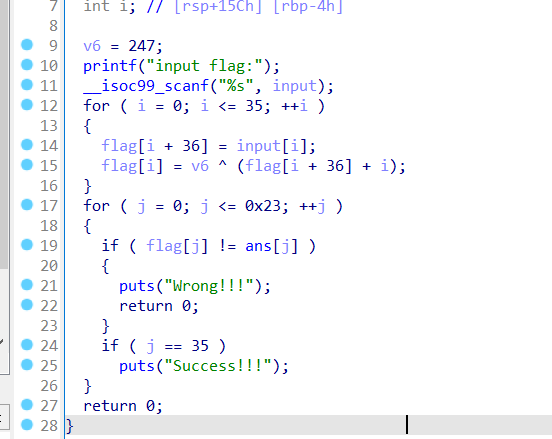 7 int i; // [rsp+15Ch] [rbp-4h]
8
9 v6 = 247;
10 printf("input flag:");
11 __isoc99_scanf("%s", input);
12 for ( i = 0; i <= 35; ++i )
13 {
14 flag[i + 36] = input[i];
15 flag[i] = v6 ^ (flag[i + 36] + i);
16 }
17 for ( j = 0; j <= 0x23; ++j )
18 {
19 if ( flag[j] != ans[j] )
20 {
21 puts("Wrong!!!");
22 return 0;
23 }
24 if ( j == 35 )
25 puts("Success!!!");
26 }
27 return 0;
28 }